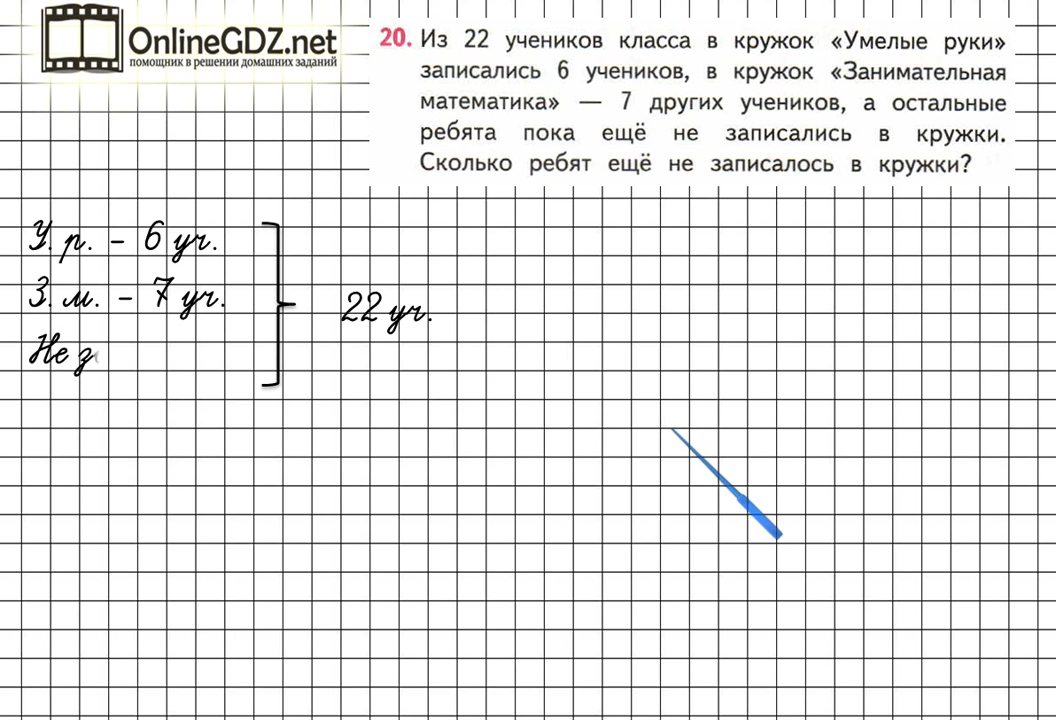 OnlineGDZ.net
помощник в решении домашних заданий
20. Из 22 учеников класса в кружок «Умелые руки»
записались 6 учеников, в кружок «Занимательная
математика» — 7 других учеников, а остальные
ребята пока ещё не записались в кружки.
Сколько ребят ещё не записалось в кружки?
У. р. - 6 уч.
З. м. - 7 уч.
22 уч.
Не з